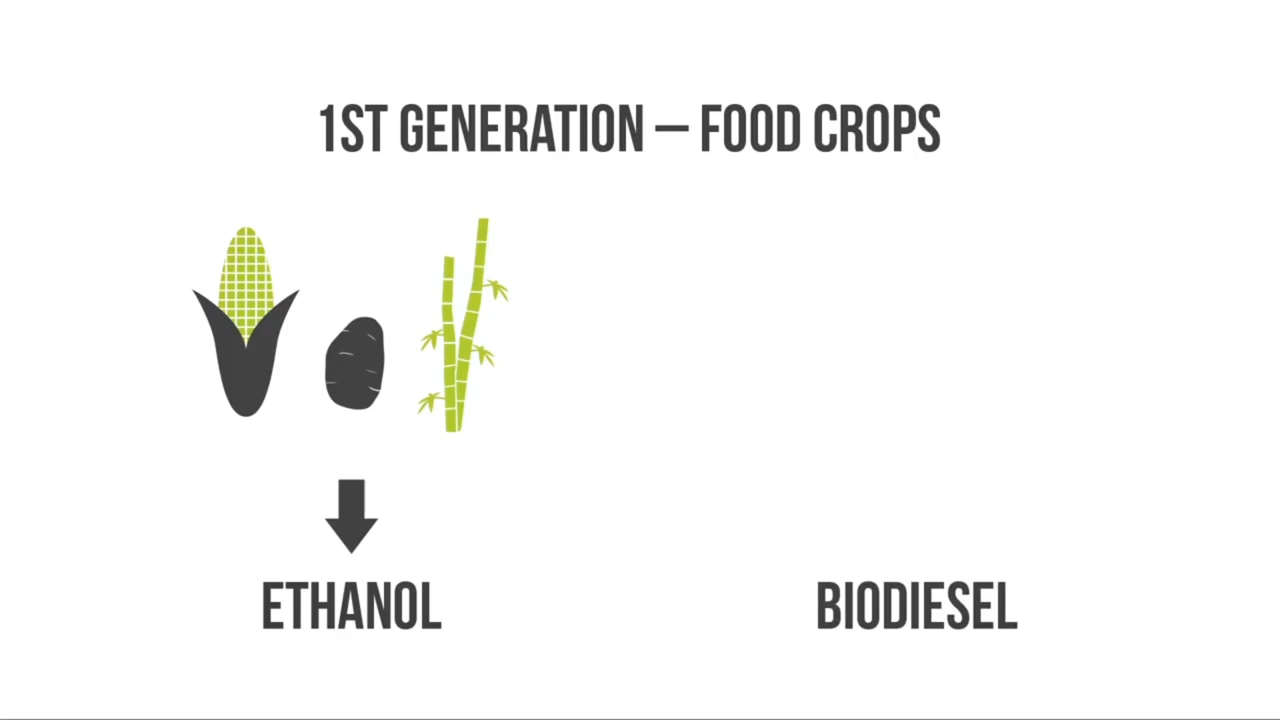 1ST GENERATION – FOOD CROPS
ETHANOL
BIODIESEL